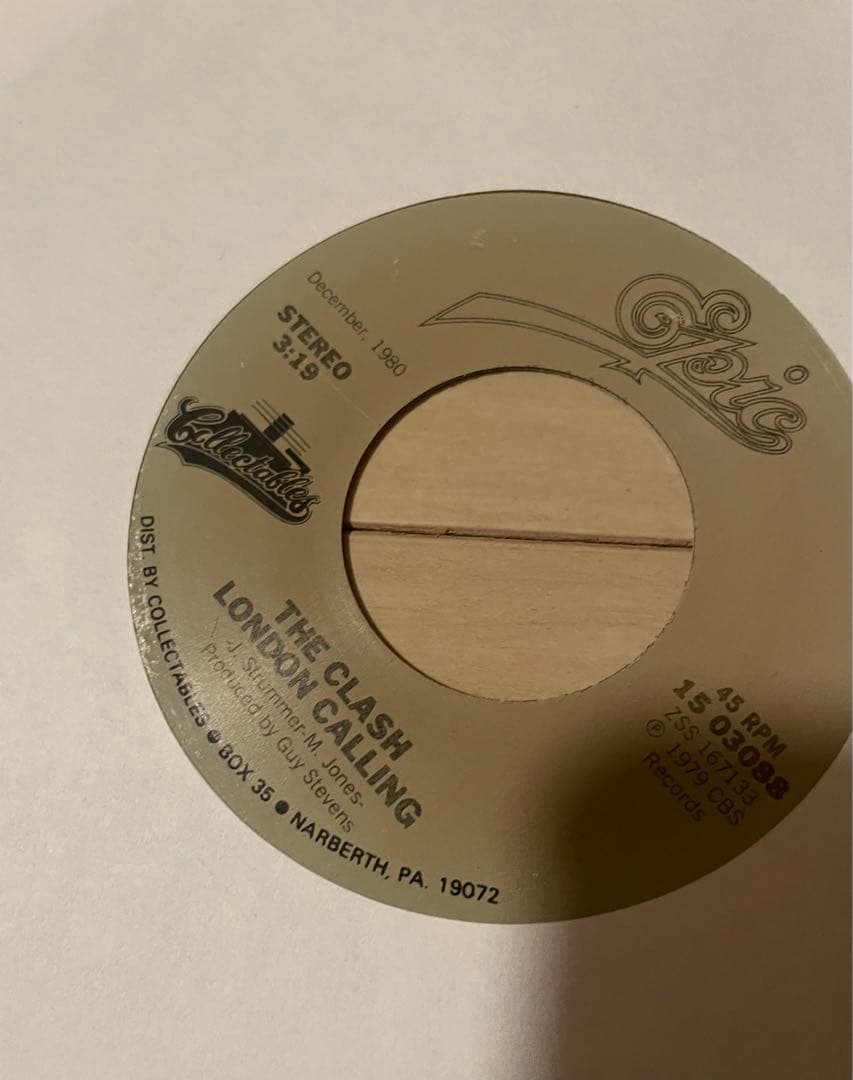 Epic
December, 1980
STEREO
3:19
Collectables
THE CLASH
LONDON CALLING
-J. Strummer-M. Jones-
Produced by Guy Stevens
45 RPM
15 03088
ZSS 167133
℗ 1979 CBS
Records
DIST. BY COLLECTABLES ● BOX 35 ● NARBERTH, PA. 19072